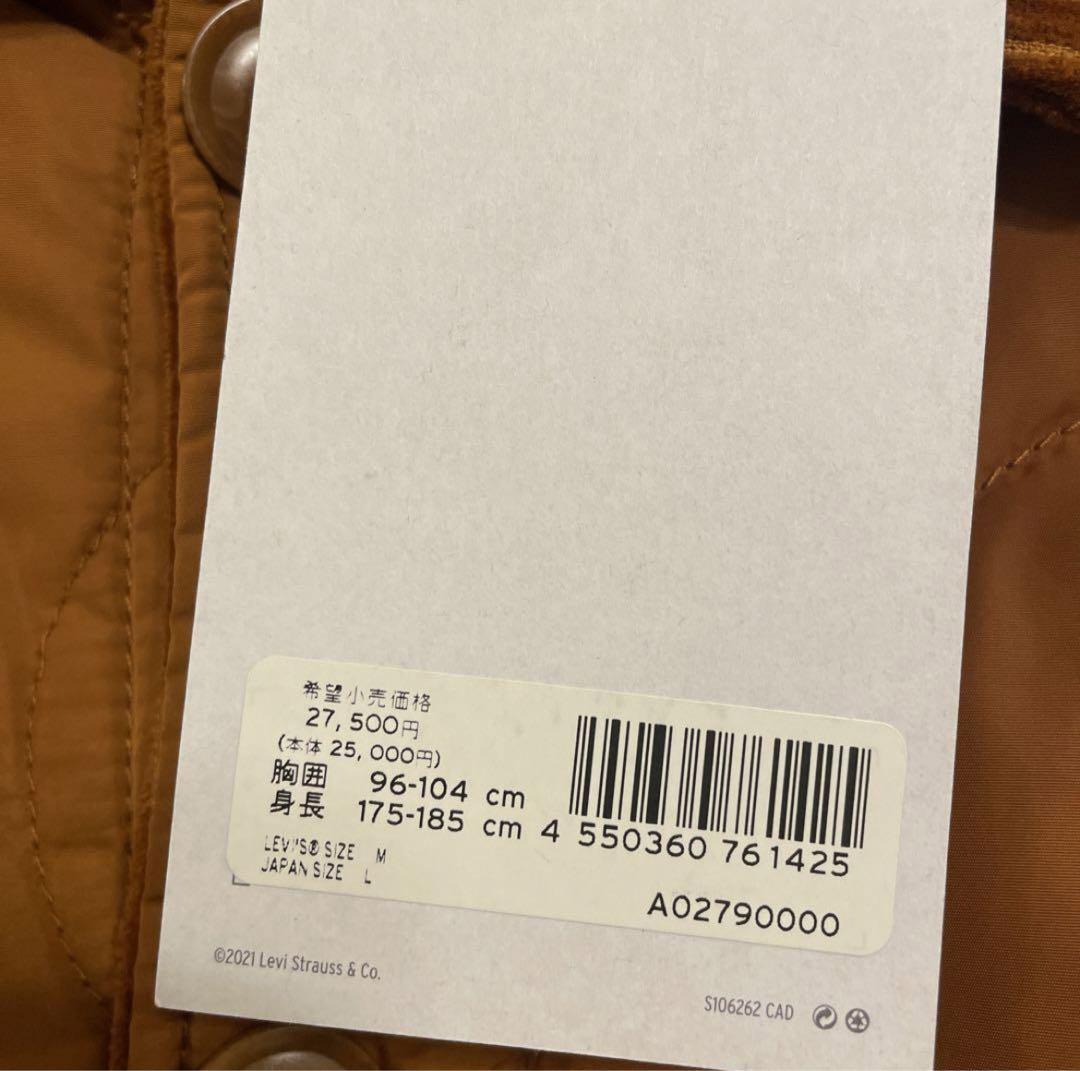 希望小売価格
27,500円
(本体 25,000円)
胸囲 96-104 cm
身長 175-185 cm
4 550360 761425
LEVI'S® SIZE M
JAPAN SIZE L
A02790000
©2021 Levi Strauss & Co.
S106262 CAD